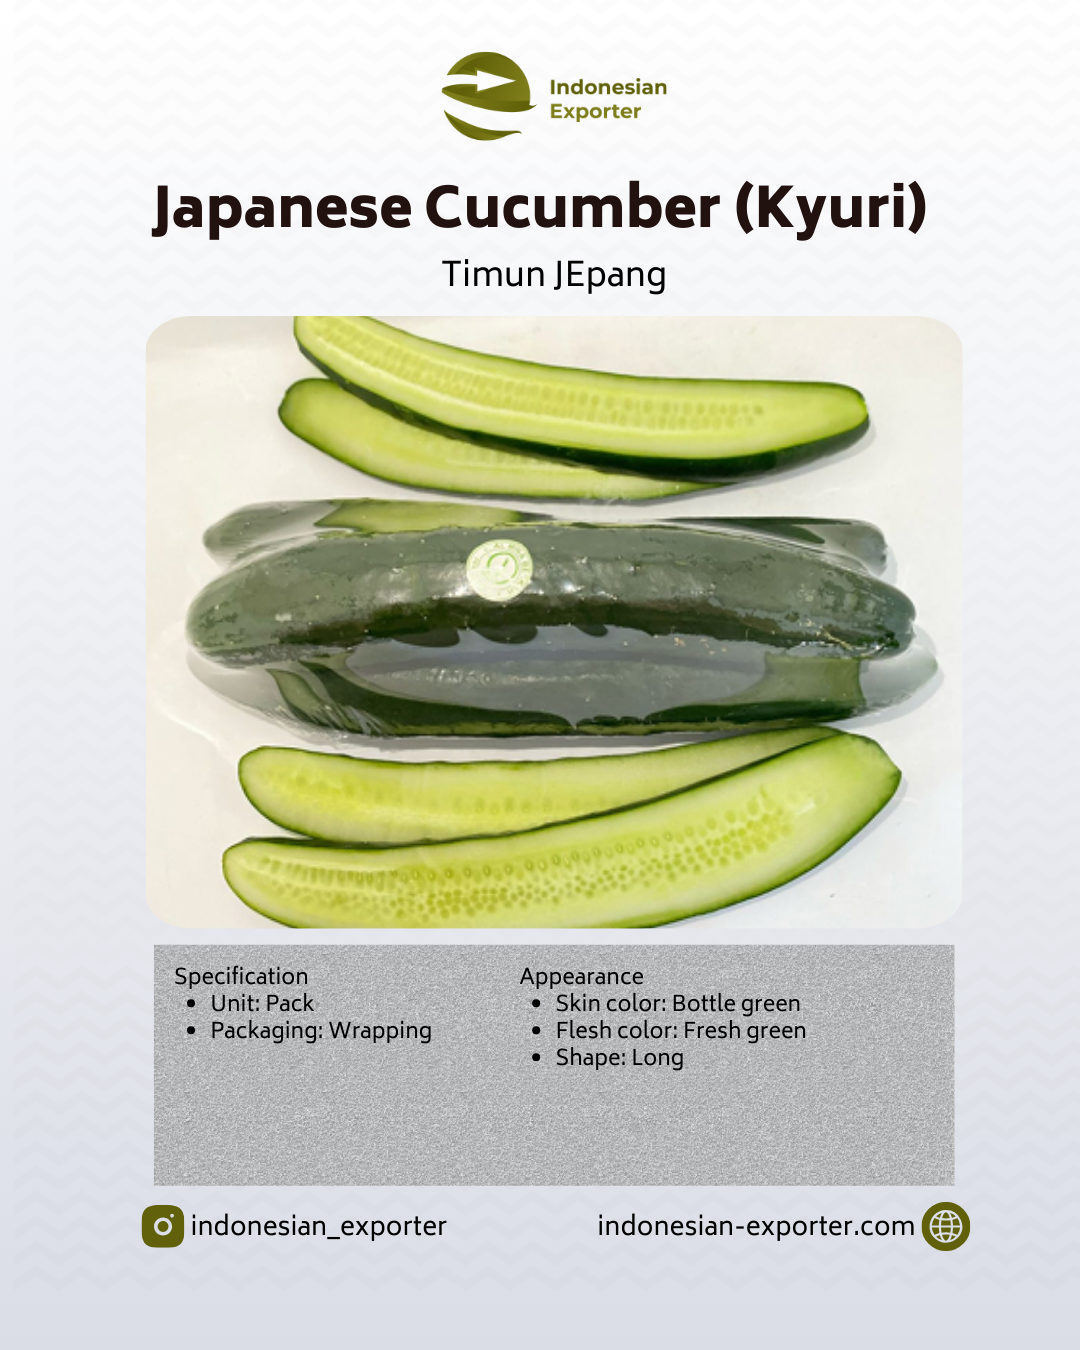 Indonesian
Exporter
Japanese Cucumber (Kyuri)
Timun JEpang
Specification
• Unit: Pack
• Packaging: Wrapping
Appearance
• Skin color: Bottle green
• Flesh color: Fresh green
• Shape: Long
indonesian_exporter
indonesian-exporter.com